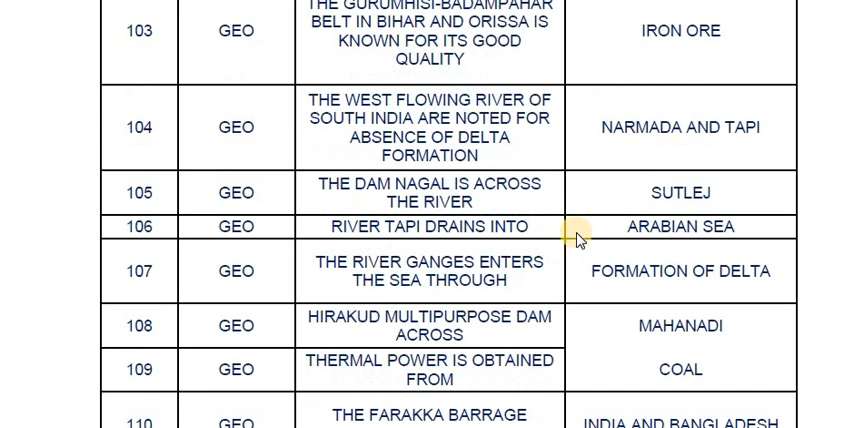 THE GURUMHISI-BADAMPAHAR
BELT IN BIHAR AND ORISSA IS
103 GEO KNOWN FOR ITS GOOD IRON ORE
QUALITY
THE WEST FLOWING RIVER OF
SOUTH INDIA ARE NOTED FOR
104 GEO ABSENCE OF DELTA NARMADA AND TAPI
FORMATION
105 GEO THE DAM NAGAL IS ACROSS SUTLEJ
THE RIVER
106 GEO RIVER TAPI DRAINS INTO ARABIAN SEA
107 GEO THE RIVER GANGES ENTERS FORMATION OF DELTA
THE SEA THROUGH
108 GEO HIRAKUD MULTIPURPOSE DAM MAHANADI
ACROSS
109 GEO THERMAL POWER IS OBTAINED COAL
FROM
110 GEO THE FARAKKA BARRAGE INDIA AND BANGLADESH